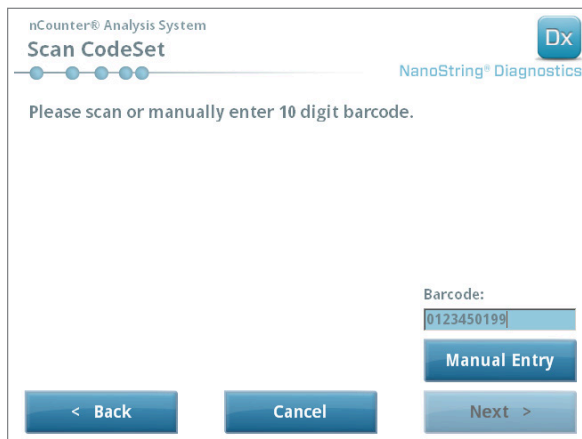 nCounter® Analysis System
Scan CodeSet
Dx
NanoString® Diagnostics
Please scan or manually enter 10 digit barcode.
Barcode:
0123450199
Manual Entry
< Back
Cancel
Next >